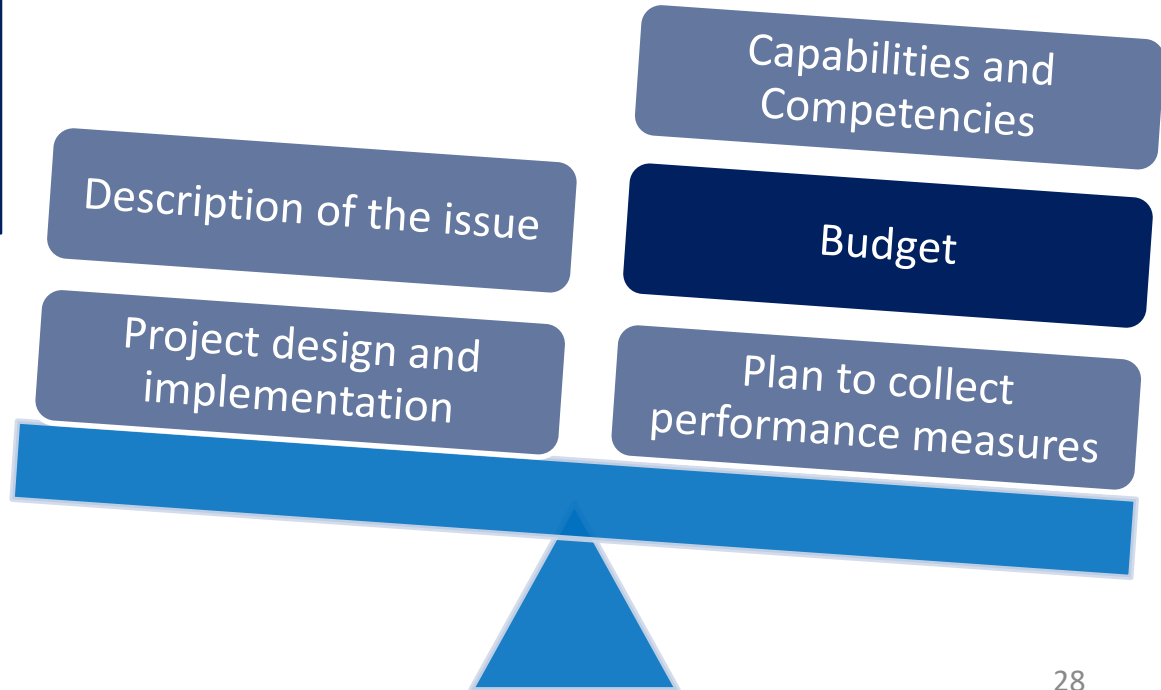 Description of the issue
Project design and
implementation
Capabilities and
Competencies
Budget
Plan to collect
performance measures
28